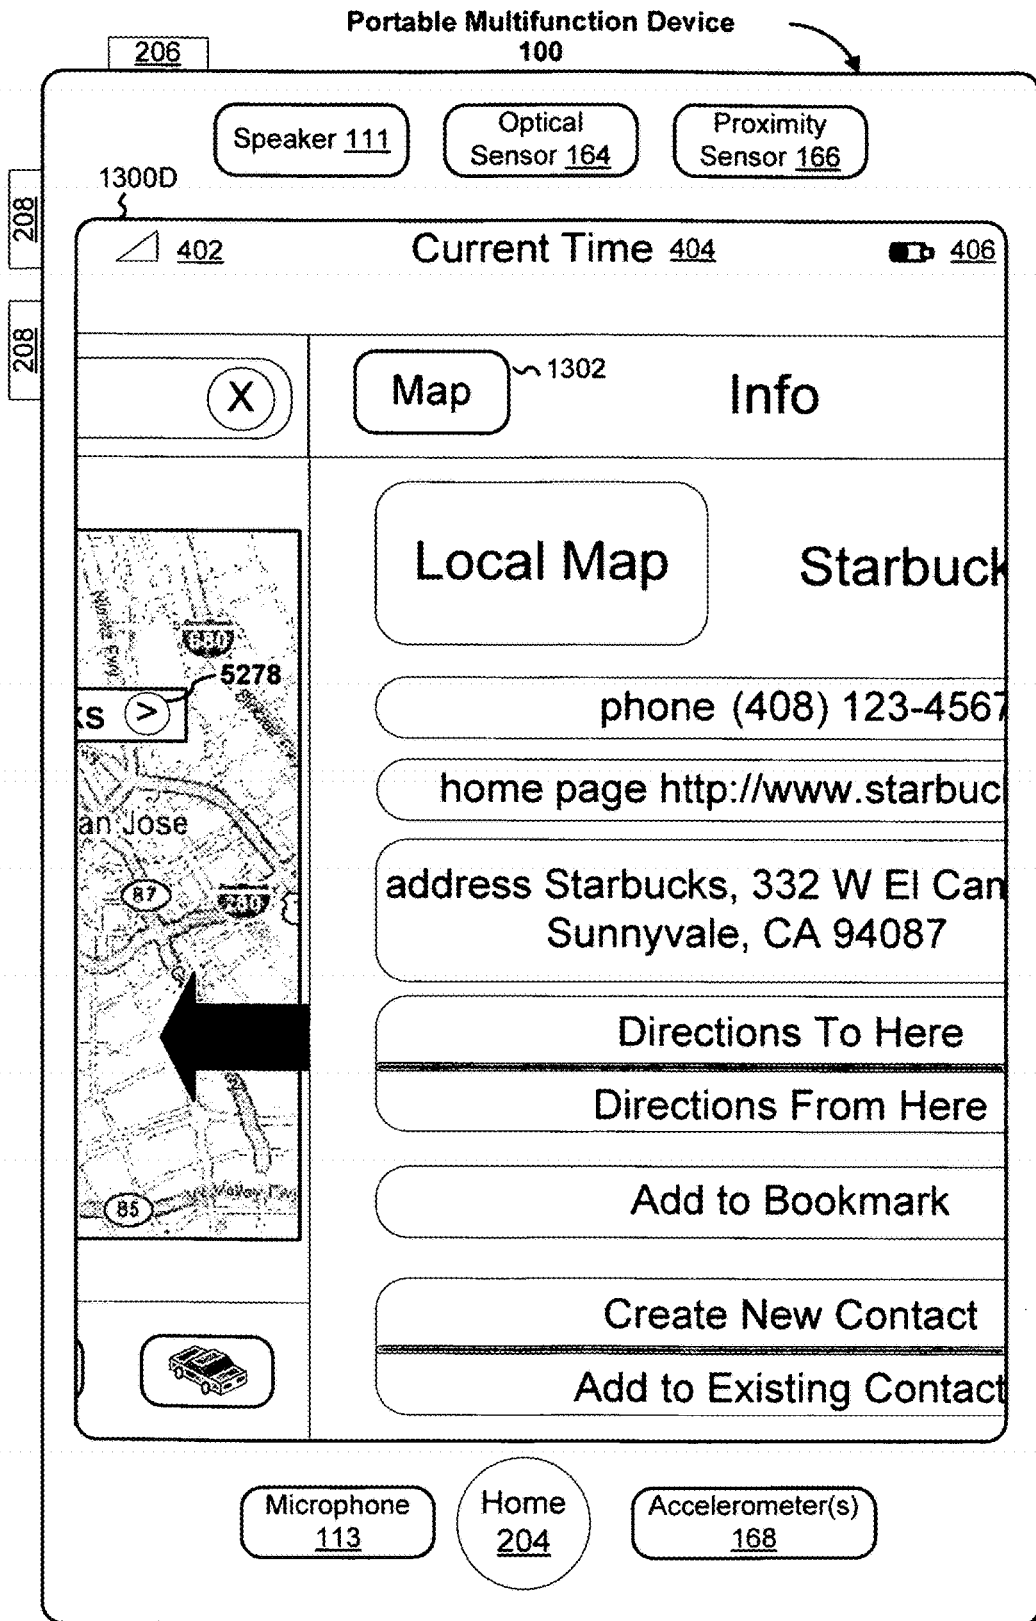 Portable Multifunction Device
100
206
Speaker 111
Optical
Sensor 164
Proximity
Sensor 166
1300D
208
208
402
Current Time 404
406
X
Map
1302
Info
Local Map
Starbuck
680
5278
ks >
phone (408) 123-4567
home page http://www.starbuc
an Jose
87
280
address Starbucks, 332 W El Cam
Sunnyvale, CA 94087
Directions To Here
Directions From Here
85
Add to Bookmark
Create New Contact
Add to Existing Contact
Microphone
113
Home
204
Accelerometer(s)
168